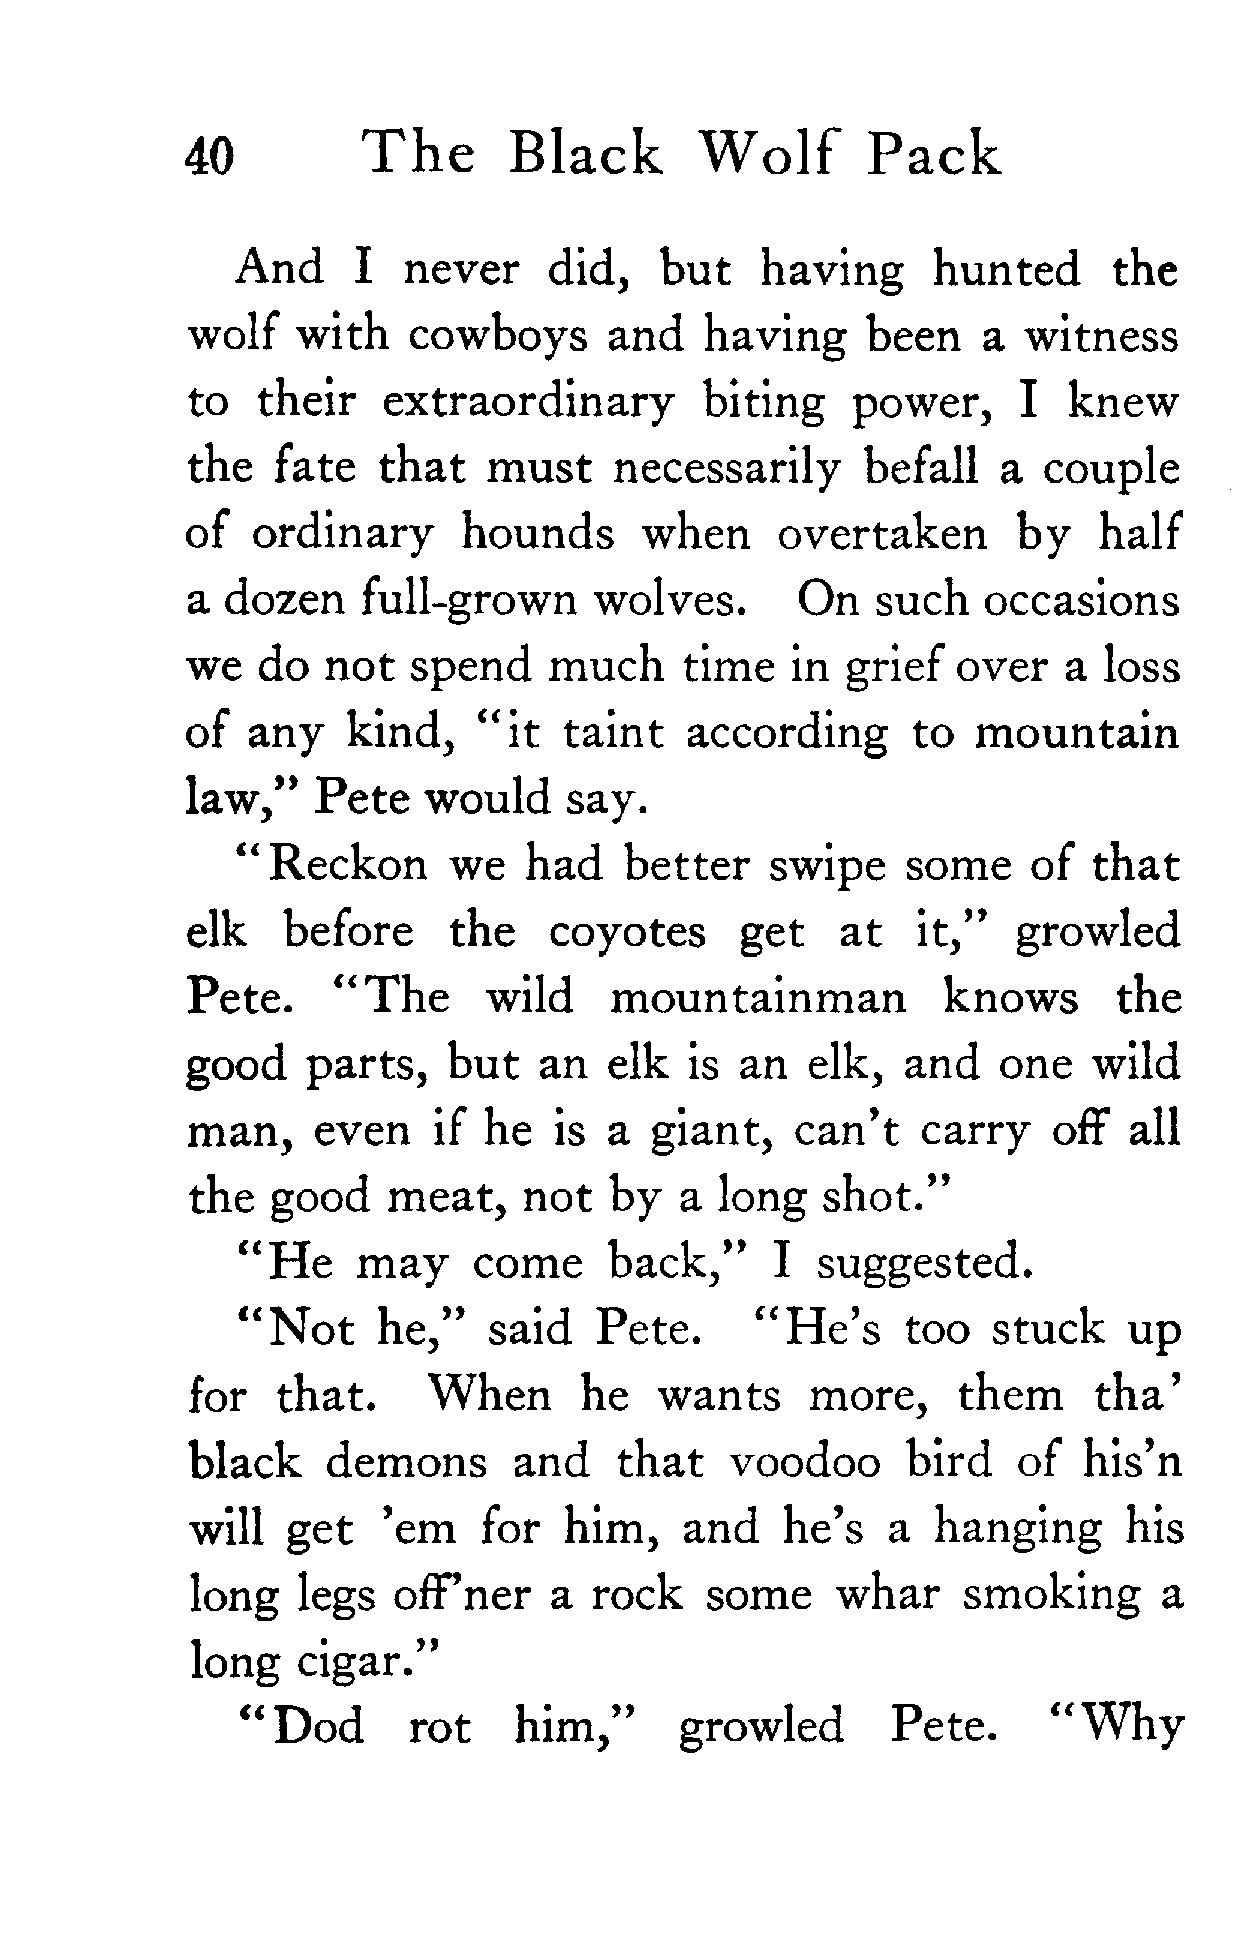 40 The Black Wolf Pack
And I never did, but having hunted the
wolf with cowboys and having been a witness
to their extraordinary biting power, I knew
the fate that must necessarily befall a couple
of ordinary hounds when overtaken by half
a dozen full-grown wolves. On such occasions
we do not spend much time in grief over a loss
of any kind, “it taint according to mountain
law,” Pete would say.
“Reckon we had better swipe some of that
elk before the coyotes get at it,” growled
Pete. “The wild mountainman knows the
good parts, but an elk is an elk, and one wild
man, even if he is a giant, can’t carry off all
the good meat, not by a long shot.”
“He may come back,” I suggested.
“Not he,” said Pete. “He’s too stuck up
for that. When he wants more, them tha’
black demons and that voodoo bird of his’n
will get ’em for him, and he’s a hanging his
long legs off’ner a rock some whar smoking a
long cigar.”
“Dod rot him,” growled Pete. “Why